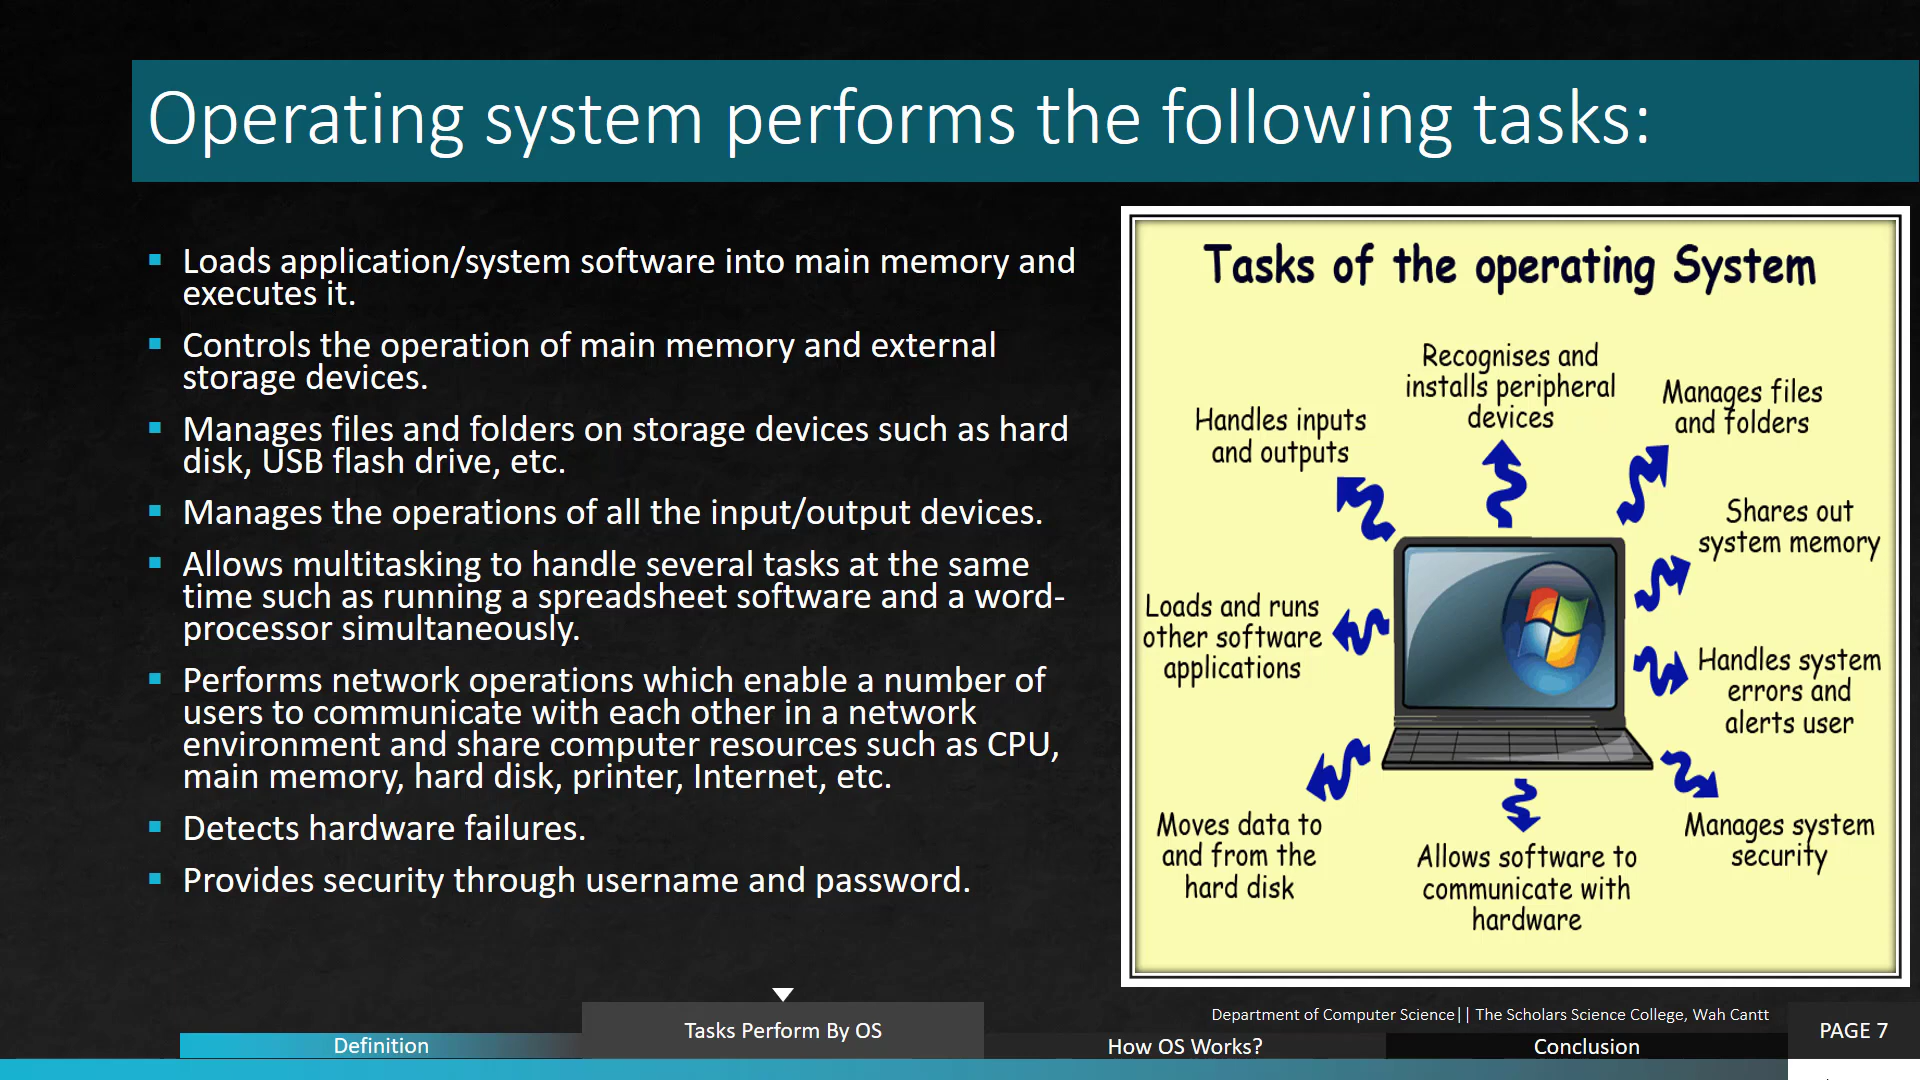 Operating system performs the following tasks:
Loads application/system software into main memory and
executes it.
Controls the operation of main memory and external
storage devices.
Manages files and folders on storage devices such as hard
disk, USB flash drive, etc.
Manages the operations of all the input/output devices.
Allows multitasking to handle several tasks at the same
time such as running a spreadsheet software and a word-
processor simultaneously.
Performs network operations which enable a number of
users to communicate with each other in a network
environment and share computer resources such as CPU,
main memory, hard disk, printer, Internet, etc.
Detects hardware failures.
Provides security through username and password.
Tasks of the operating System
Recognises and
installs peripheral
devices
Handles inputs
and outputs
Manages files
and folders
Shares out
system memory
Loads and runs
other software
applications
Handles system
errors and
alerts user
Moves data to
and from the
hard disk
Allows software to
communicate with
hardware
Manages system
security
Department of Computer Science|| The Scholars Science College, Wah Cantt
PAGE 7
Definition
Tasks Perform By OS
How OS Works?
Conclusion